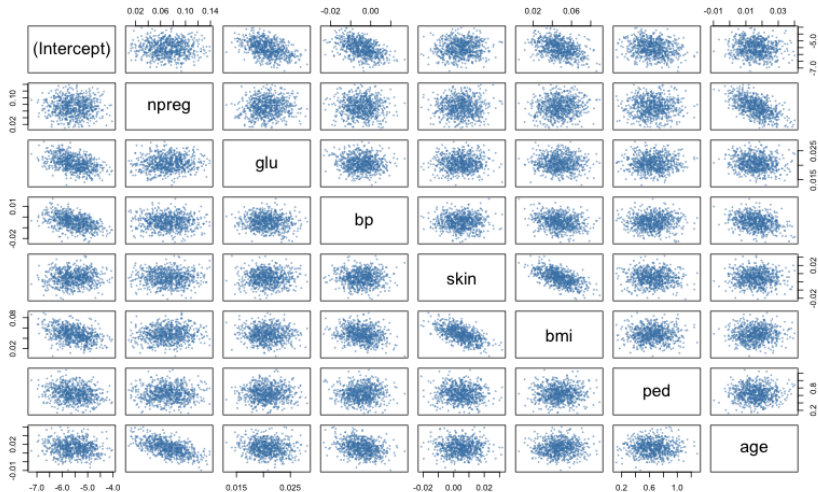 0.02 0.06 0.10 0.14 -0.02 0.00 0.02 0.06 -0.01 0.01 0.03
(Intercept) -7.0 -5.0
0.02 0.10 npreg
glu 0.015 0.025
-0.02 0.01 bp
skin -0.02 0.02
0.02 0.08 bmi
ped 0.2 0.8
-0.01 0.02 age
-7.0 -6.0 -5.0 -4.0 0.015 0.025 -0.02 0.00 0.02 0.2 0.6 1.0